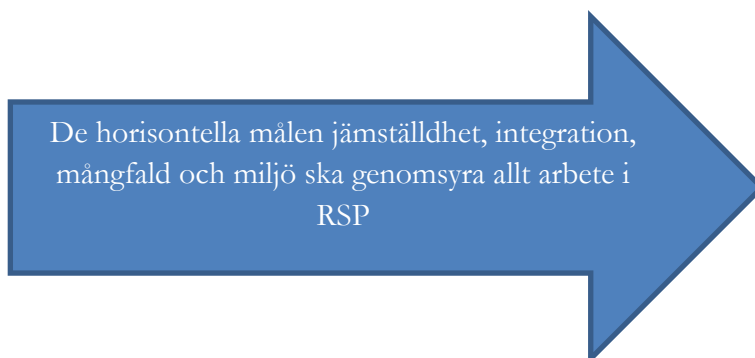 De horisontella målen jämställdhet, integration,
mångfald och miljö ska genomsyra allt arbete i
RSP